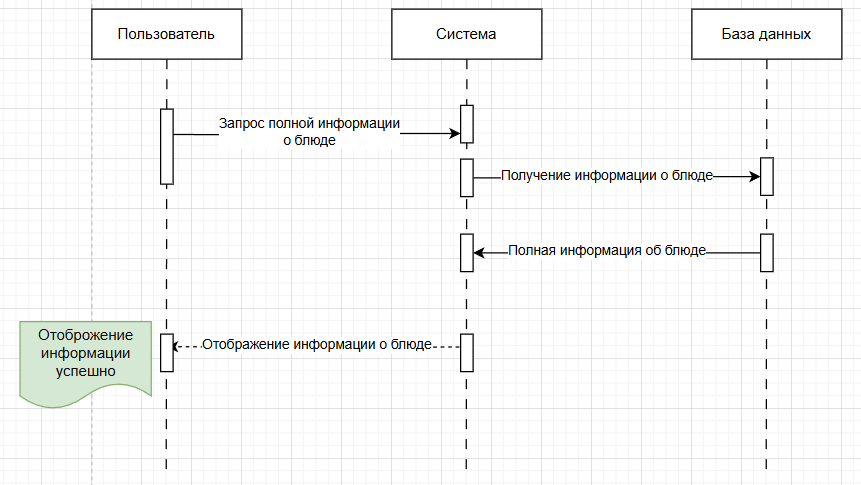 Пользователь
Система
База данных
Запрос полной информации
о блюде
Получение информации о блюде
Полная информация об блюде
Отображение информации о блюде
Отоброжение
информации
успешно